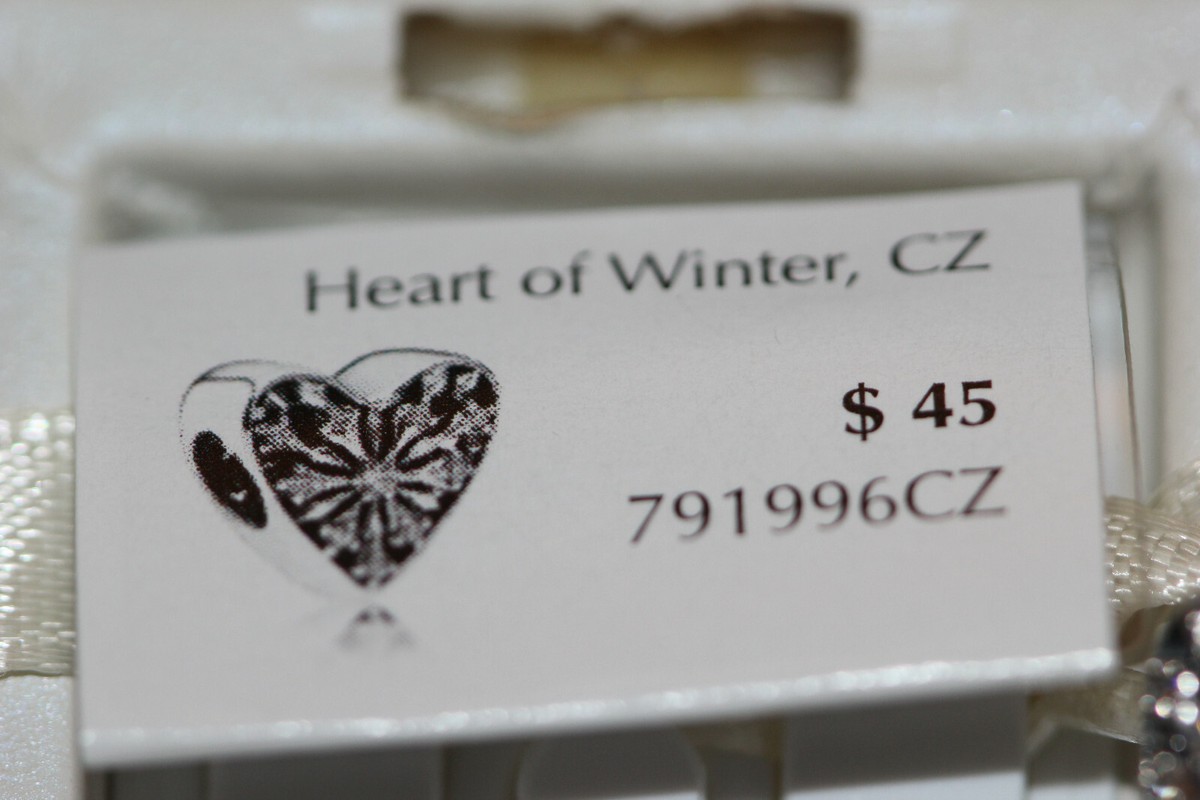 Heart of Winter, CZ
$ 45
791996CZ